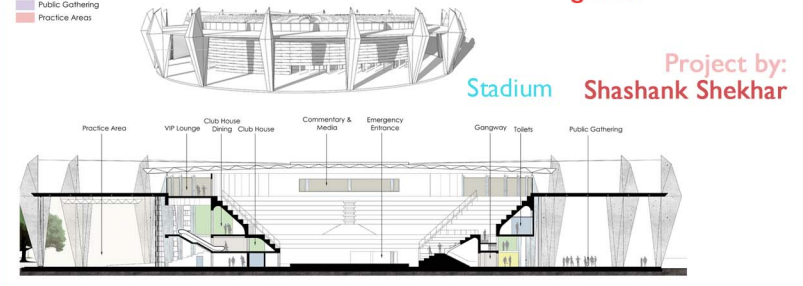 Public Gathering
Practice Areas
Project by:
Stadium Shashank Shekhar
Practice Area
VIP Lounge
Club House
Dining
Club House
Commentary &
Media
Emergency
Entrance
Gangway
Toilets
Public Gathering